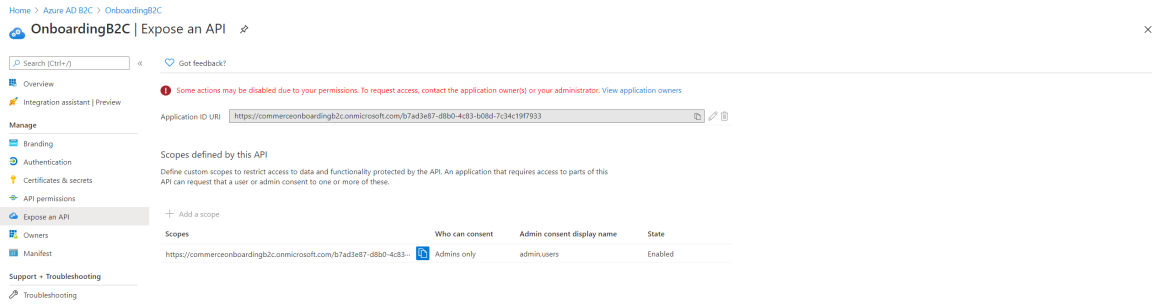 Home > Azure AD B2C > OnboardingB2C
OnboardingB2C | Expose an API
Search (Ctrl+/)
Got feedback?
Overview
Integration assistant | Preview
Manage
Branding
Authentication
Certificates & secrets
API permissions
Expose an API
Owners
Manifest
Support + Troubleshooting
Troubleshooting
Some actions may be disabled due to your permissions. To request access, contact the application owner(s) or your administrator. View application owners
Application ID URI https://commerceonboardingb2c.onmicrosoft.com/b7ad3e87-d8b0-4c83-b08d-7c34c19f7933
Scopes defined by this API
Define custom scopes to restrict access to data and functionality protected by the API. An application that requires access to parts of this
API can request that a user or admin consent to one or more of these.
Add a scope
Scopes Who can consent Admin consent display name State
https://commerceonboardingb2c.onmicrosoft.com/b7ad3e87-d8b0-4c83-... Admins only admin.users Enabled